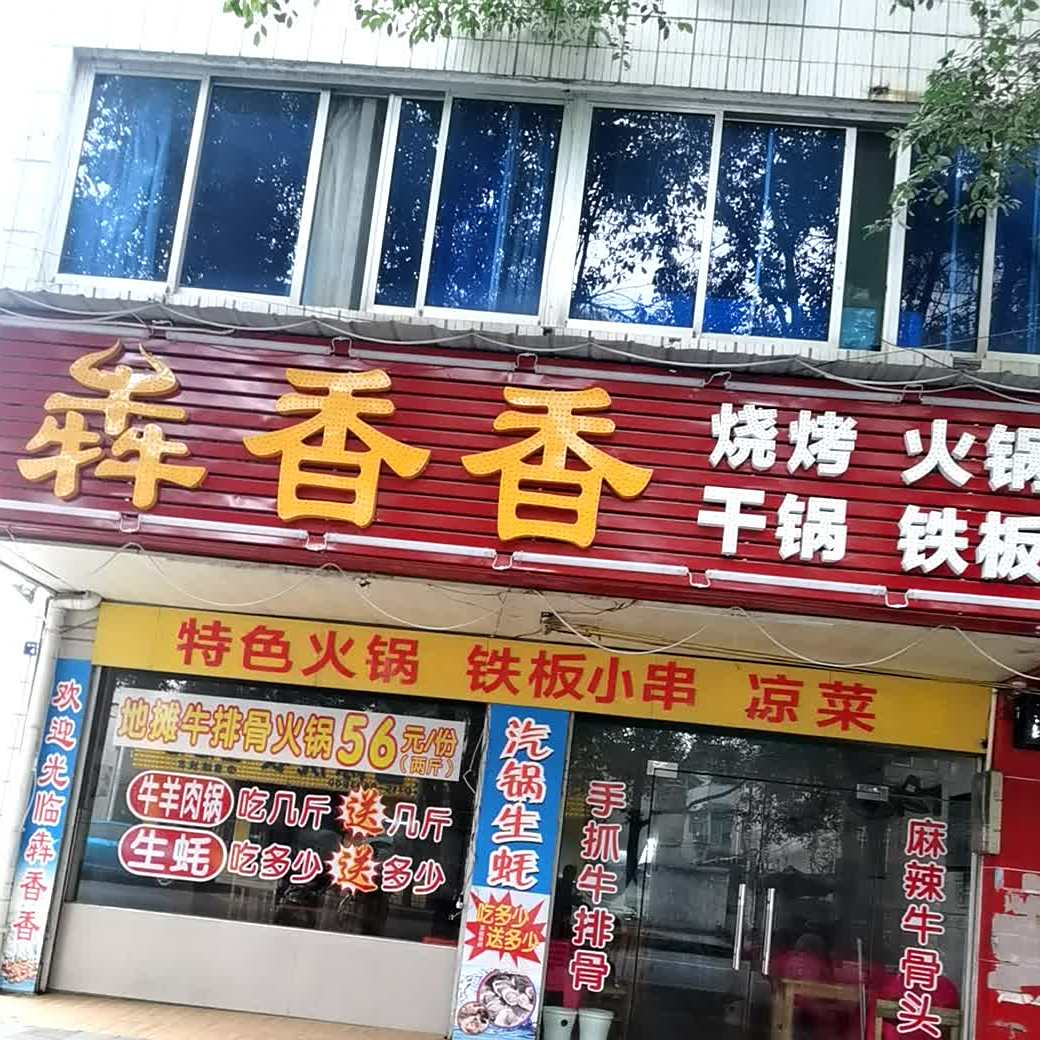 犇香香
烧烤 火锅
干锅 铁板
特色火锅 铁板小串 凉菜
欢迎光临犇香香
地摊牛排骨火锅56元/份
(两斤)
牛羊肉锅 吃几斤送几斤
生蚝 吃多少送多少
汽锅生蚝
吃多少
送多少
手抓牛排骨
麻辣牛骨头